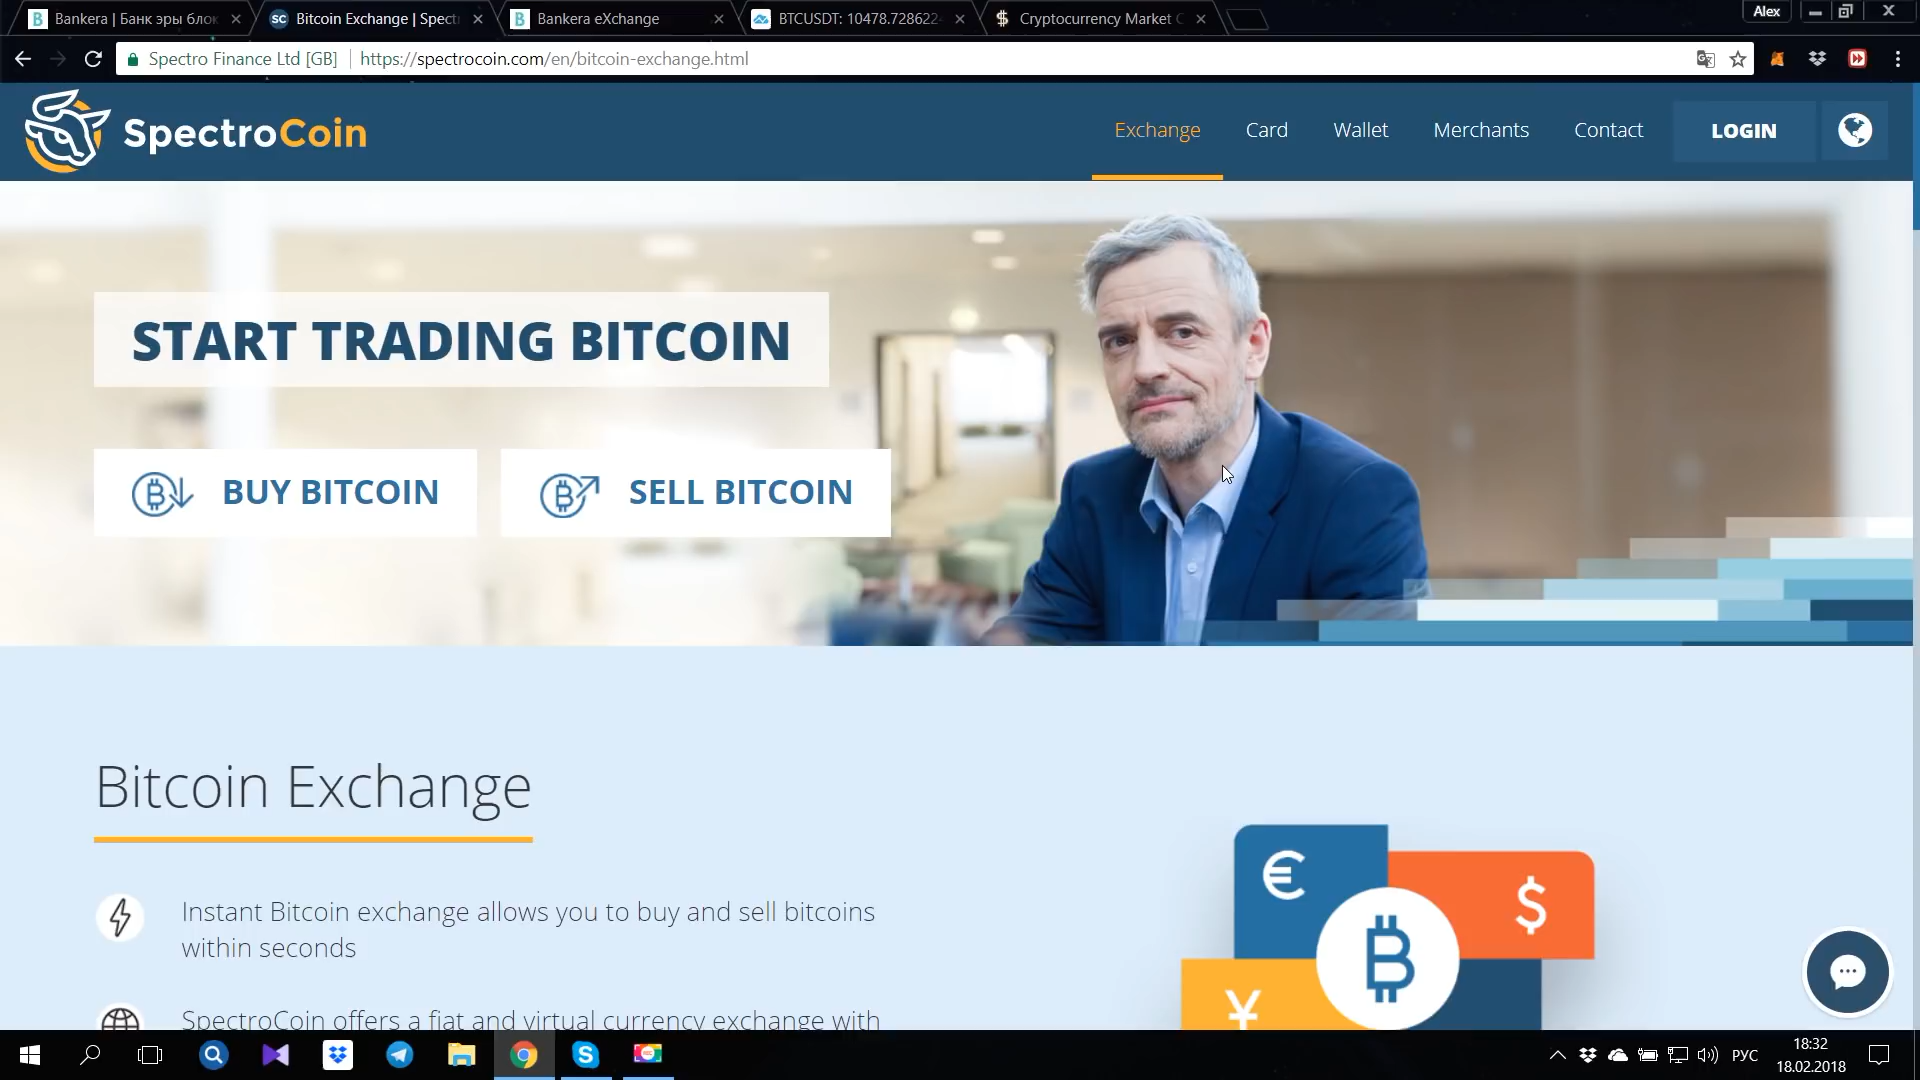 Bankera | Банк эры блок
Bitcoin Exchange | Spect
Bankera eXchange
BTCUSDT: 10478.7286224
Cryptocurrency Market C
Alex
Spectro Finance Ltd [GB]
https://spectrocoin.com/en/bitcoin-exchange.html
SpectroCoin
Exchange
Card
Wallet
Merchants
Contact
LOGIN
START TRADING BITCOIN
BUY BITCOIN
SELL BITCOIN
Bitcoin Exchange
Instant Bitcoin exchange allows you to buy and sell bitcoins
within seconds
SpectroCoin offers a fiat and virtual currency exchange with
РУС
18:32
18.02.2018